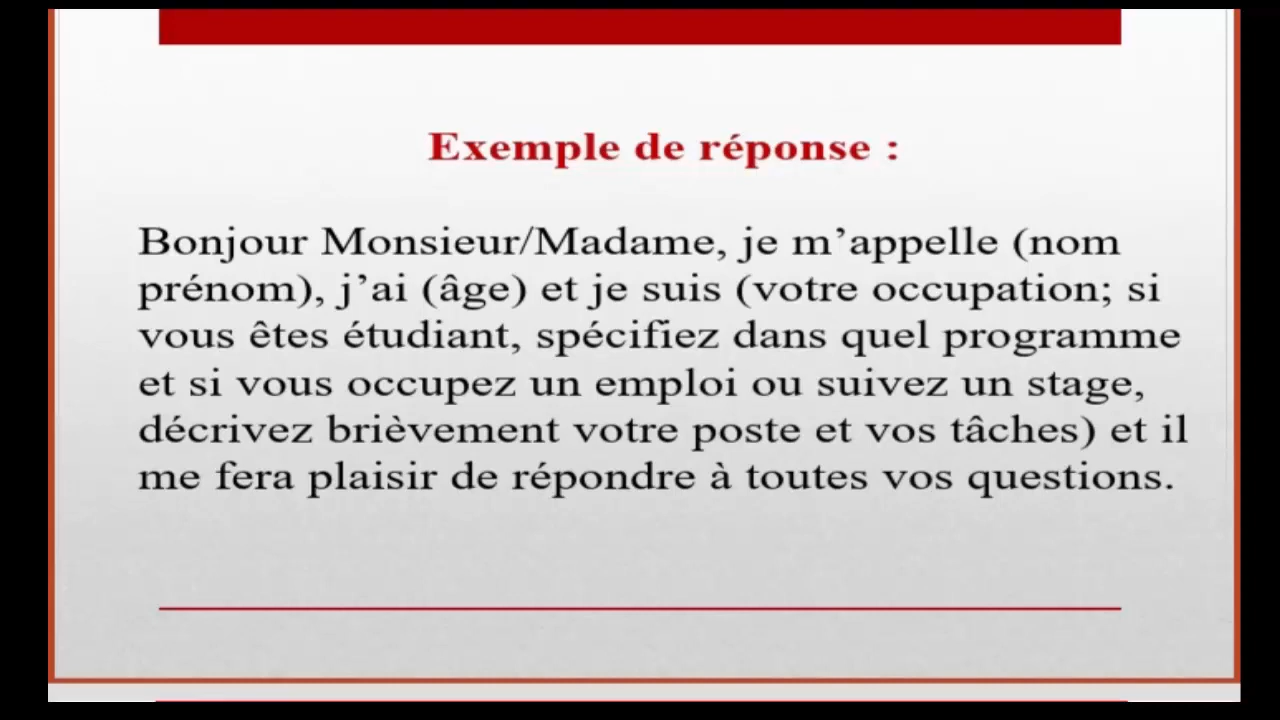 Exemple de réponse :
Bonjour Monsieur/Madame, je m’appelle (nom
prénom), j’ai (âge) et je suis (votre occupation; si
vous êtes étudiant, spécifiez dans quel programme
et si vous occupez un emploi ou suivez un stage,
décrivez brièvement votre poste et vos tâches) et il
me fera plaisir de répondre à toutes vos questions.